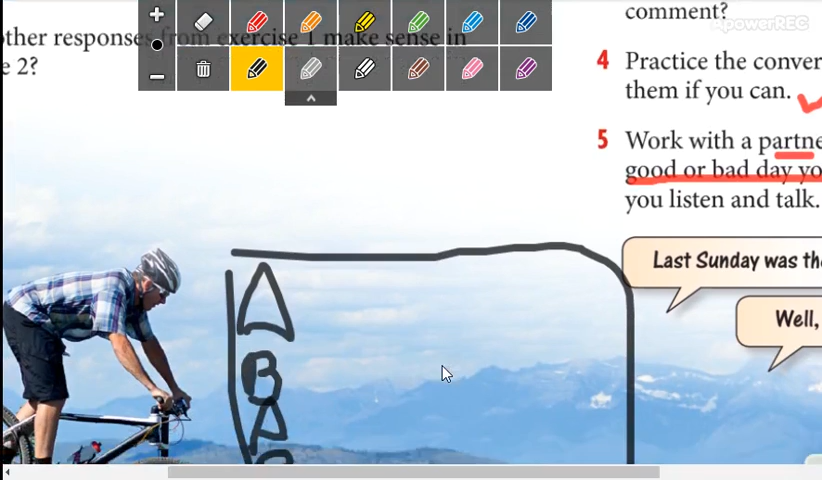 comment?
ApowerREC
other responses from exercise 1 make sense in
e 2?
4 Practice the conver
them if you can.
5 Work with a partne
good or bad day yo
you listen and talk.
Last Sunday was the
Well,
A
B
A